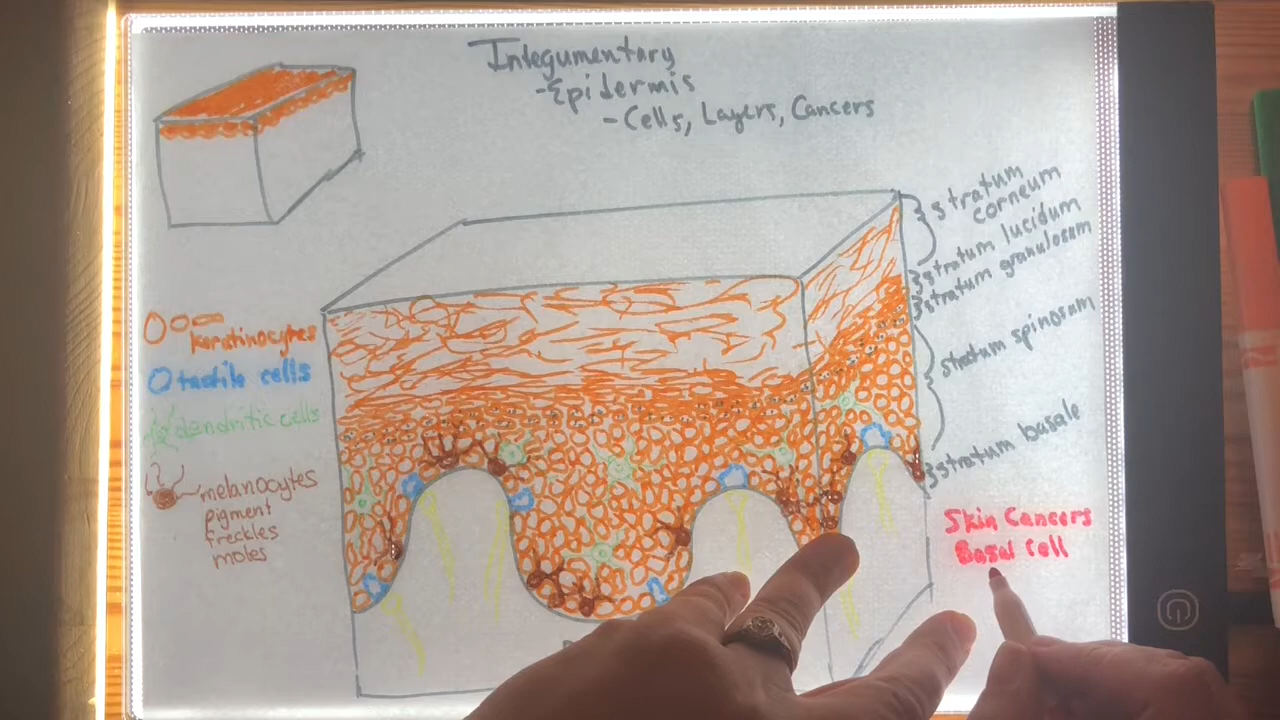 Integumentary
-Epidermis
-Cells, Layers, Cancers
stratum
corneum
stratum lucidum
stratum granulosum
stratum spinosum
stratum basale
keratinocytes
tactile cells
dendritic cells
melanocytes
pigment
freckles
moles
Skin Cancers
Basal Cell